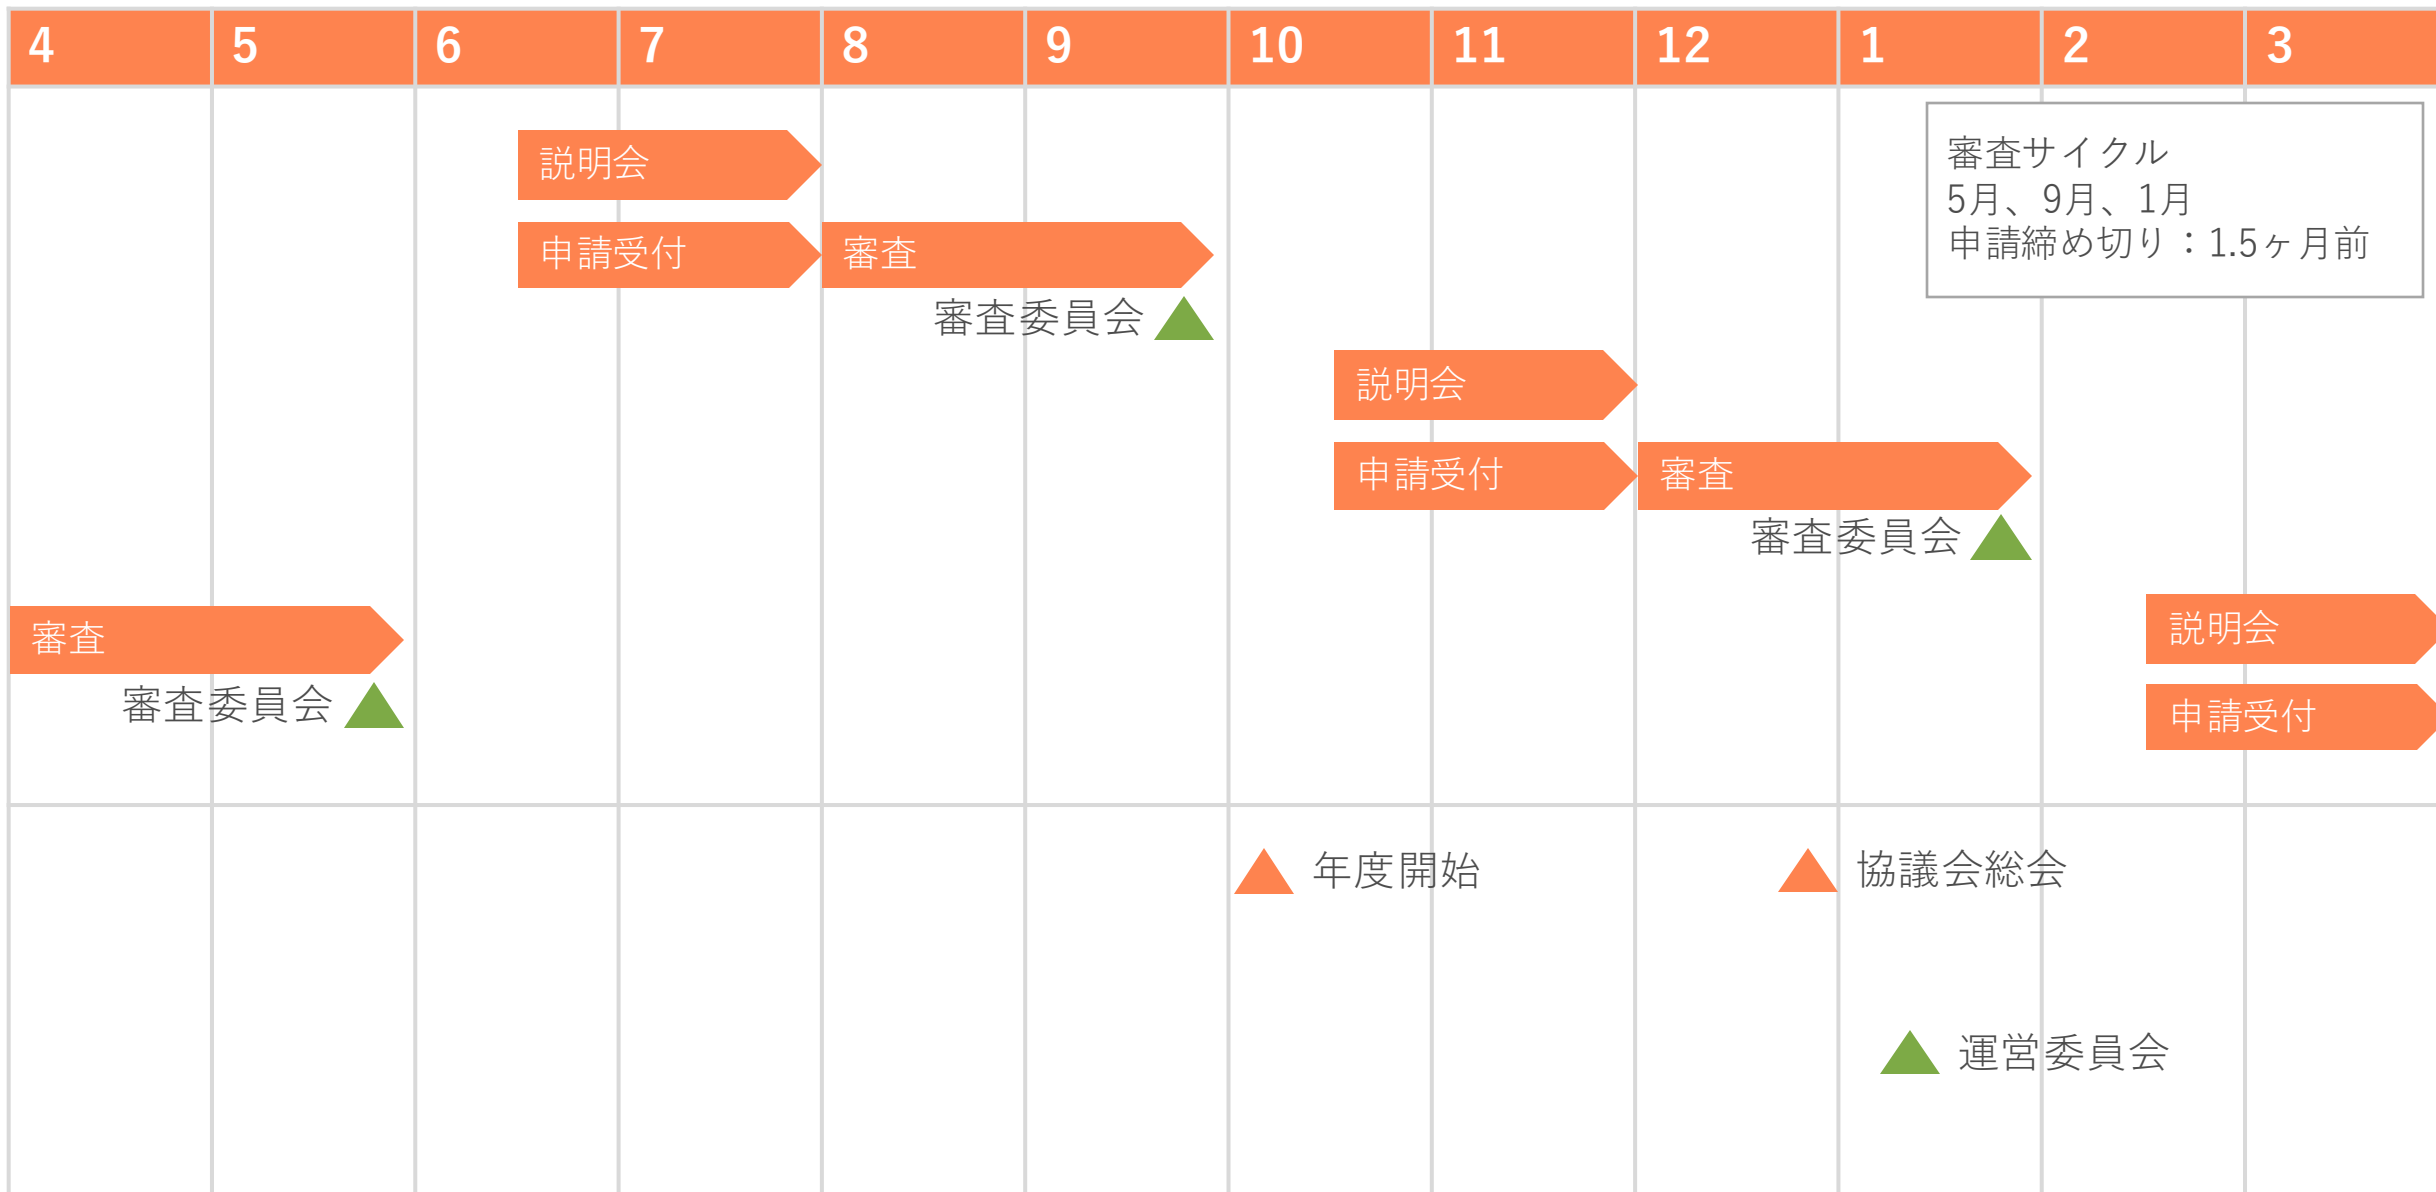 4 5 6 7 8 9 10 11 12 1 2 3
審査サイクル
5月、9月、1月
申請締め切り：1.5ヶ月前
説明会
申請受付
審査
審査委員会
説明会
申請受付
審査
審査委員会
説明会
申請受付
審査
審査委員会
年度開始
協議会総会
運営委員会